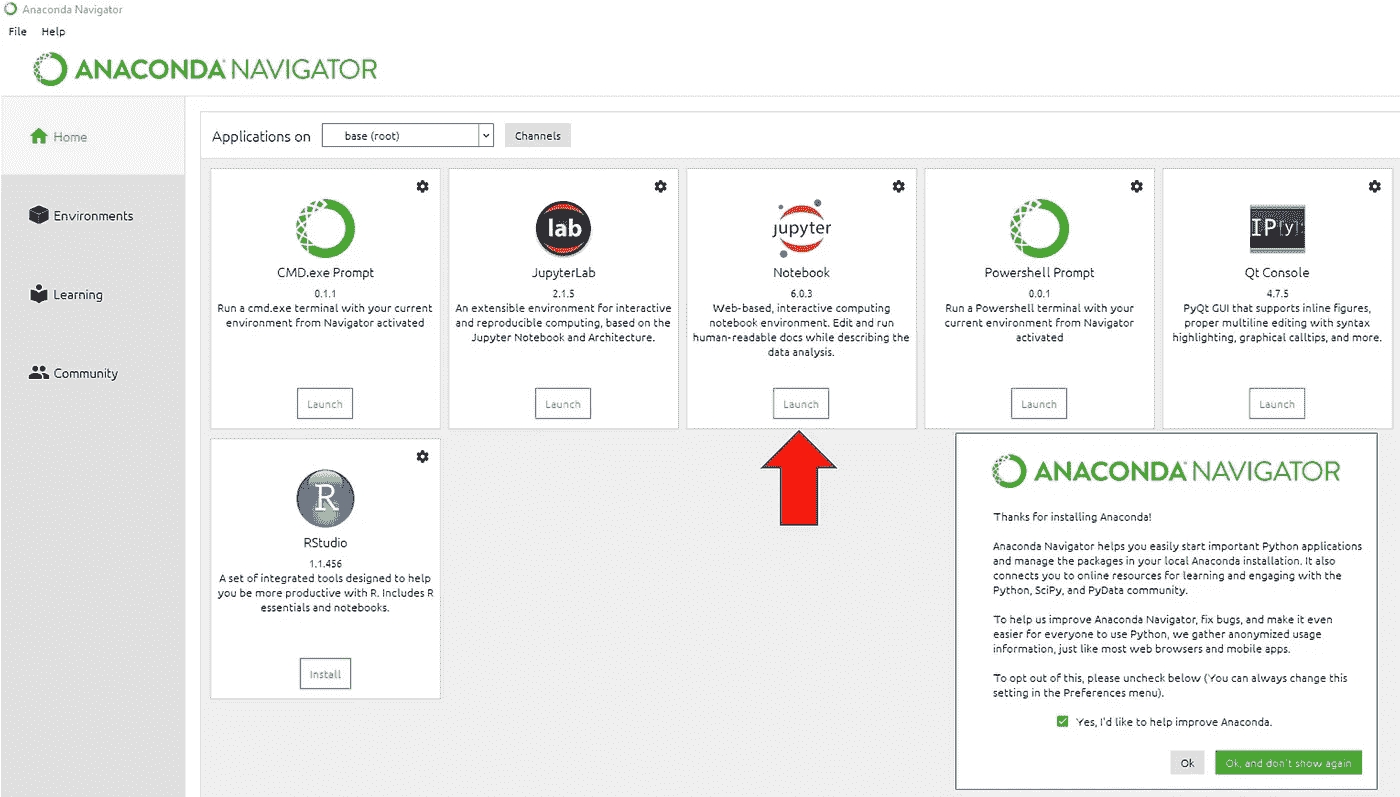 Anaconda Navigator
File Help
ANACONDA NAVIGATOR
Home
Environments
Learning
Community
Applications on base (root) Channels
CMD.exe Prompt
0.1.1
Run a cmd.exe terminal with your current
environment from Navigator activated
Launch
lab
JupyterLab
2.1.5
An extensible environment for interactive
and reproducible computing, based on the
Jupyter Notebook and Architecture.
Launch
jupyter
Notebook
6.0.3
Web-based, interactive computing
notebook environment. Edit and run
human-readable docs while describing the
data analysis.
Launch
Powershell Prompt
0.0.1
Run a Powershell terminal with your
current environment from Navigator
activated
Launch
IP[y]:
Qt Console
4.7.5
PyQt GUI that supports inline figures,
proper multiline editing with syntax
highlighting, graphical calltips, and more.
Launch
R
RStudio
1.1.456
A set of integrated tools designed to help
you be more productive with R. Includes R
essentials and notebooks.
Install
ANACONDA NAVIGATOR
Thanks for installing Anaconda!
Anaconda Navigator helps you easily start important Python applications
and manage the packages in your local Anaconda installation. It also
connects you to online resources for learning and engaging with the
Python, SciPy, and PyData community.
To help us improve Anaconda Navigator, fix bugs, and make it even
easier for everyone to use Python, we gather anonymized usage
information, just like most web browsers and mobile apps.
To opt out of this, please uncheck below (You can always change this
setting in the Preferences menu).
Yes, I'd like to help improve Anaconda.
Ok
Ok, and don't show again